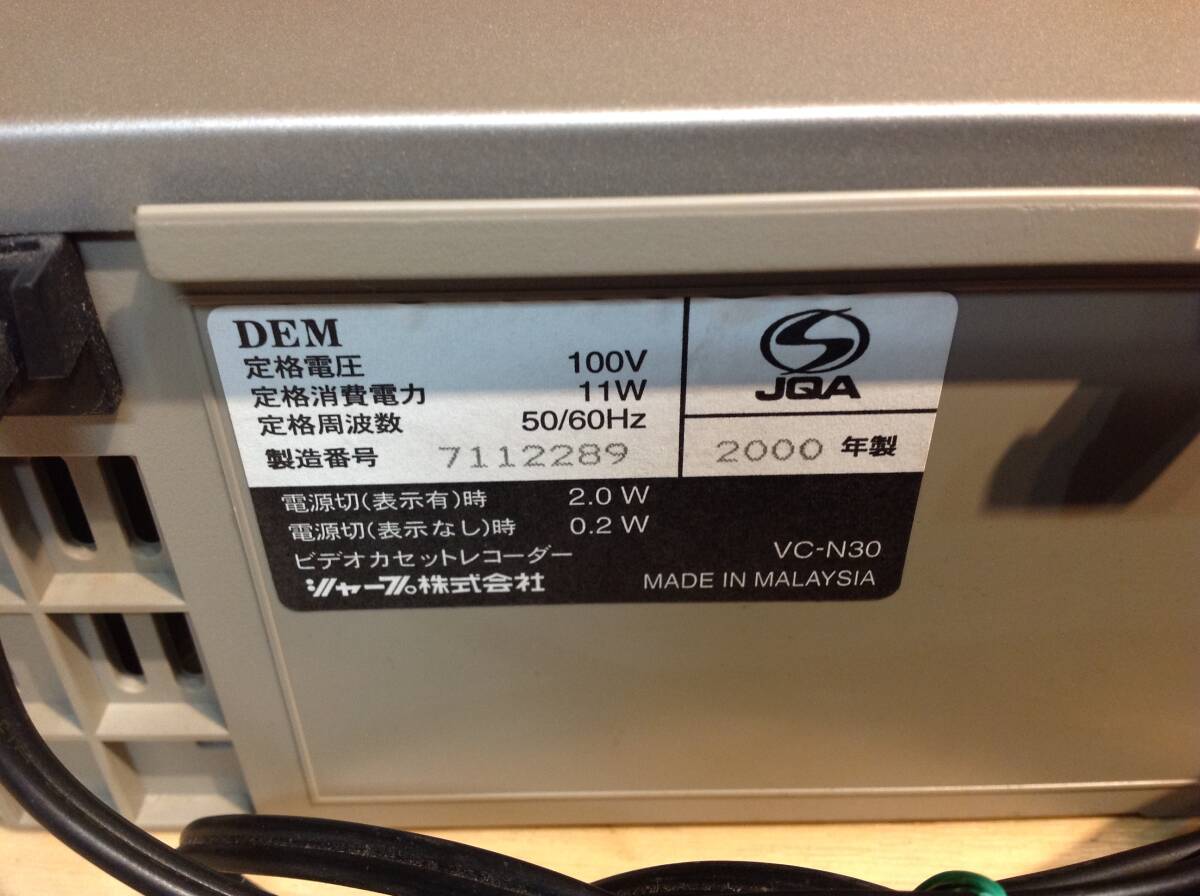 DEM
定格電圧 100V
定格消費電力 11W
定格周波数 50/60Hz
製造番号 7112289
JQA
2000 年製
電源切(表示有)時 2.0 W
電源切(表示なし)時 0.2 W
ビデオカセットレコーダー
VC-N30
シャープ株式会社
MADE IN MALAYSIA